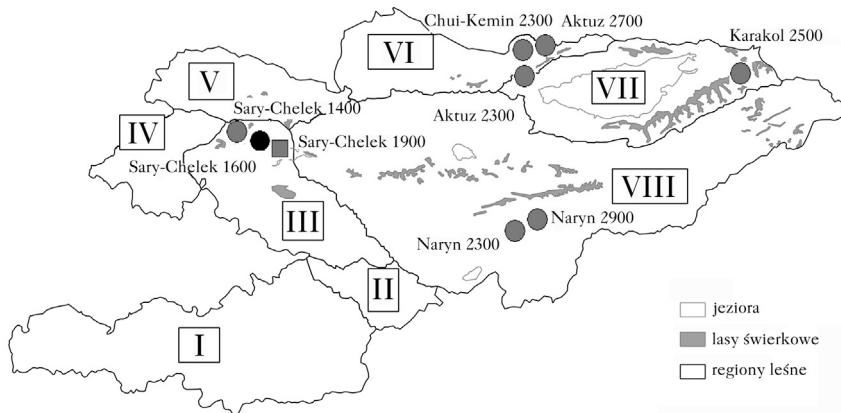 Chui-Kemin 2300
Aktuz 2700
Karakol 2500
VI
V
VII
Sary-Chelek 1400
Aktuz 2300
IV
Sary-Chelek 1900
Sary-Chelek 1600
VIII
III
Naryn 2900
Naryn 2300
II
I
jeziora
lasy świerkowe
regiony leśne